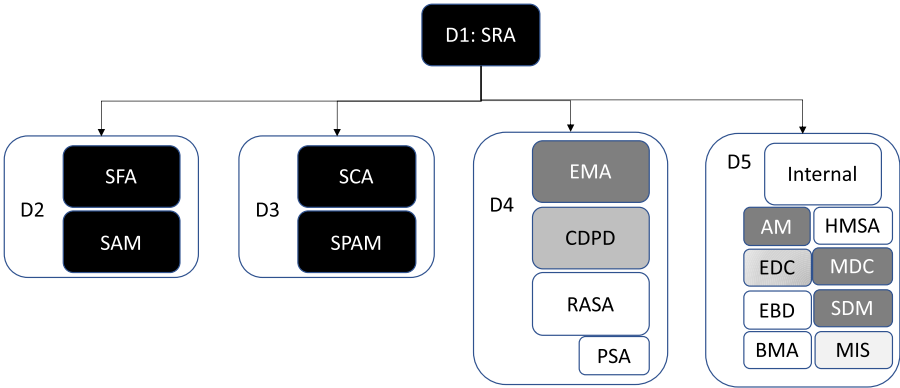 D1: SRA
D2
SFA
SAM
D3
SCA
SPAM
D4
EMA
CDPD
RASA
PSA
D5
Internal
AM
HMSA
EDC
MDC
EBD
SDM
BMA
MIS